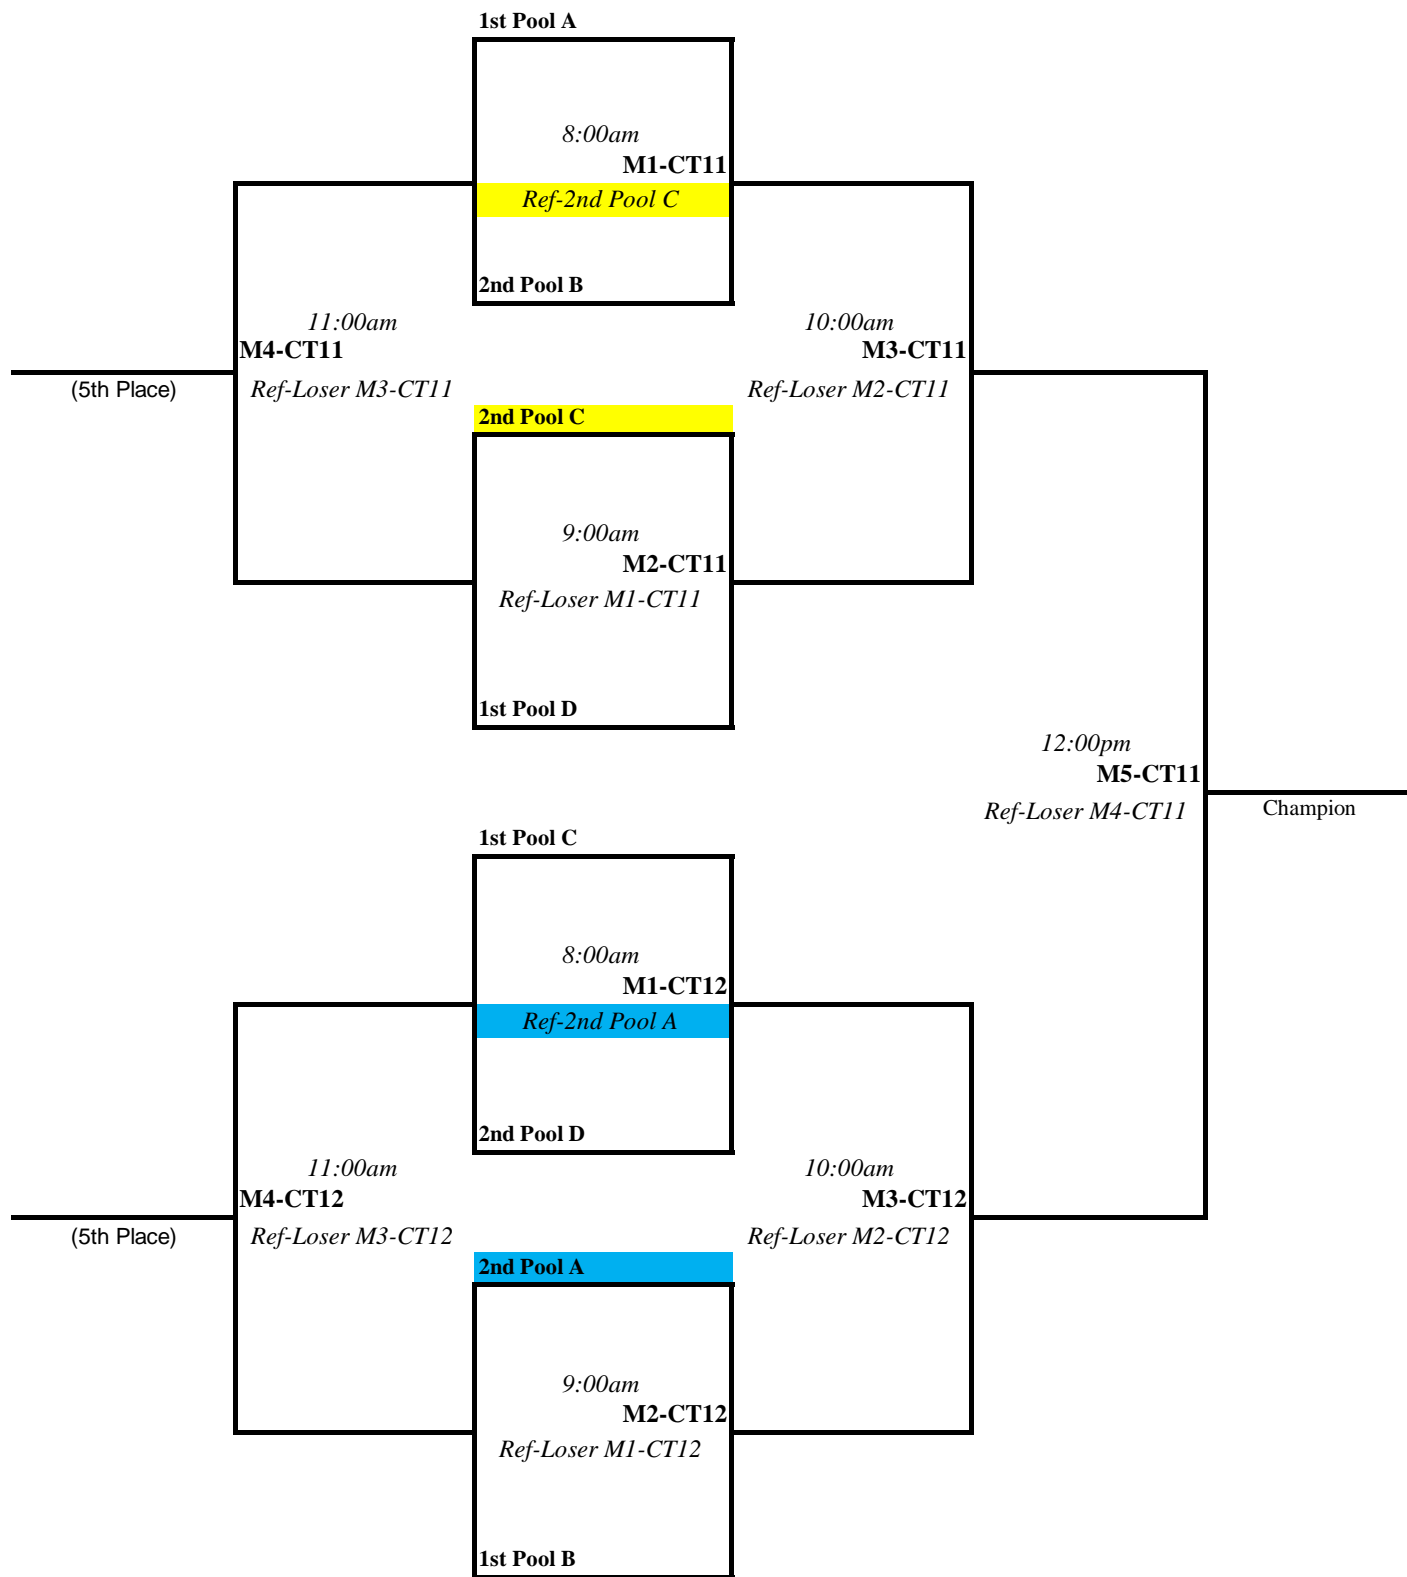 1st Pool A
8:00am
M1-CT11
Ref-2nd Pool C
2nd Pool B
11:00am
M4-CT11
(5th Place)
Ref-Loser M3-CT11
10:00am
M3-CT11
Ref-Loser M2-CT11
2nd Pool C
9:00am
M2-CT11
Ref-Loser M1-CT11
1st Pool D
12:00pm
M5-CT11
Ref-Loser M4-CT11
Champion
1st Pool C
8:00am
M1-CT12
Ref-2nd Pool A
2nd Pool D
11:00am
M4-CT12
(5th Place)
Ref-Loser M3-CT12
10:00am
M3-CT12
Ref-Loser M2-CT12
2nd Pool A
9:00am
M2-CT12
Ref-Loser M1-CT12
1st Pool B